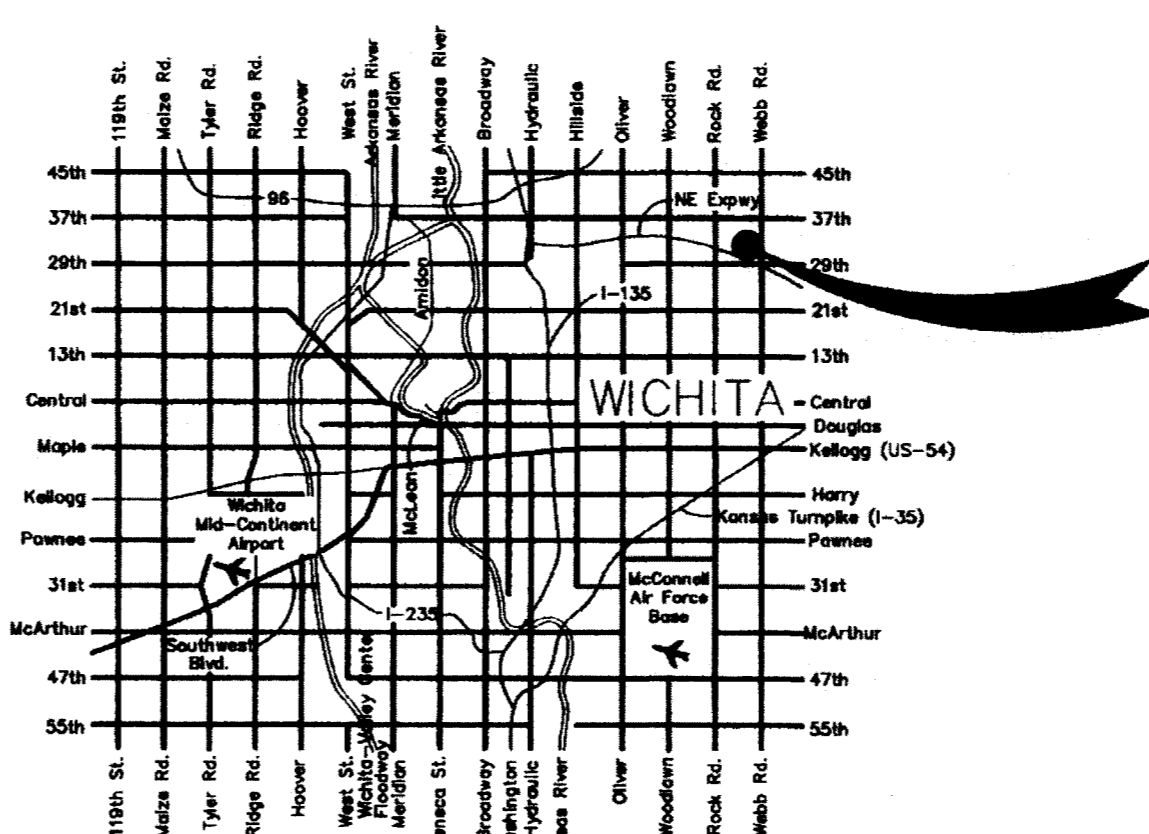 119th St.
Maize Rd.
Tyler Rd.
Ridge Rd.
Hoover
West St.
Arkansas River
Meridian
ittle Arkansas River
Broadway
Hydraulic
Hillside
Oliver
Woodlawn
Rock Rd.
Webb Rd.
45th
45th
96
NE Expwy
37th
37th
29th
Amidon
29th
I-135
21st
21st
13th
13th
Central
WICHITA
Central
Douglas
Maple
Kellogg (US-54)
Kellogg
McLean
Harry
Wichita
Mid-Continent
Airport
Kansas Turnpike (I-35)
Pawnee
Pawnee
31st
McConnell
Air Force
Base
31st
I-235
McArthur
McArthur
Southwest
Blvd.
47th
47th
55th
55th
119th St.
Maize Rd.
Tyler Rd.
Ridge Rd.
Hoover
West St.
Wichita-Valley Center
Floodway
Meridian
eneca St.
Broadway
ashington
Hydraulic
sas River
Oliver
Woodlawn
Rock Rd.
Webb Rd.